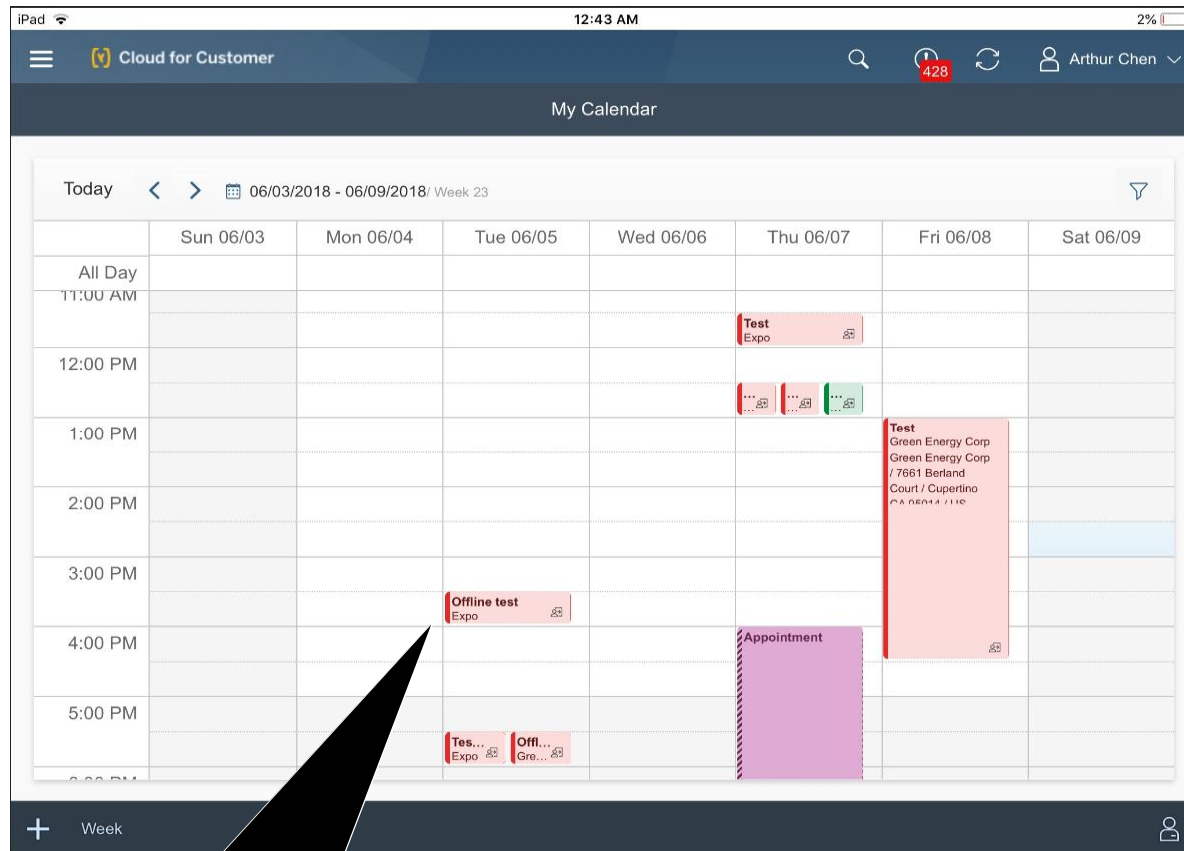 iPad 12:43 AM 2%
Cloud for Customer 428 Arthur Chen
My Calendar
Today 06/03/2018 - 06/09/2018/ Week 23
Sun 06/03 Mon 06/04 Tue 06/05 Wed 06/06 Thu 06/07 Fri 06/08 Sat 06/09
All Day
11:00 AM
Test
Expo
12:00 PM
... ... ...
... ... ...
1:00 PM
Test
Green Energy Corp
Green Energy Corp
/ 7661 Berland
Court / Cupertino
CA 95014 / US
2:00 PM
3:00 PM
Offline test
Expo
4:00 PM
Appointment
5:00 PM
Tes... Offl...
Expo Gre...
Week